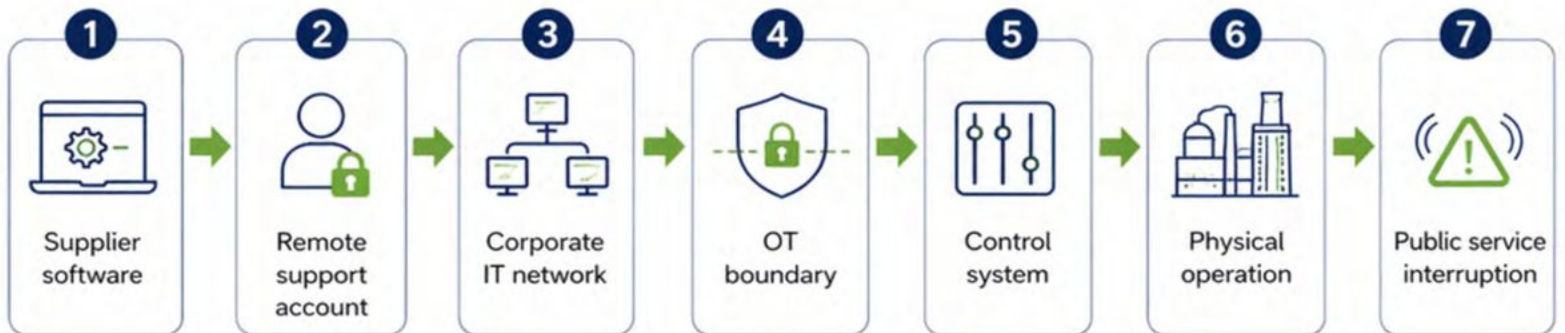 1
2
3
4
5
6
7
Supplier
software
Remote
support
account
Corporate
IT network
OT
boundary
Control
system
Physical
operation
Public service
interruption